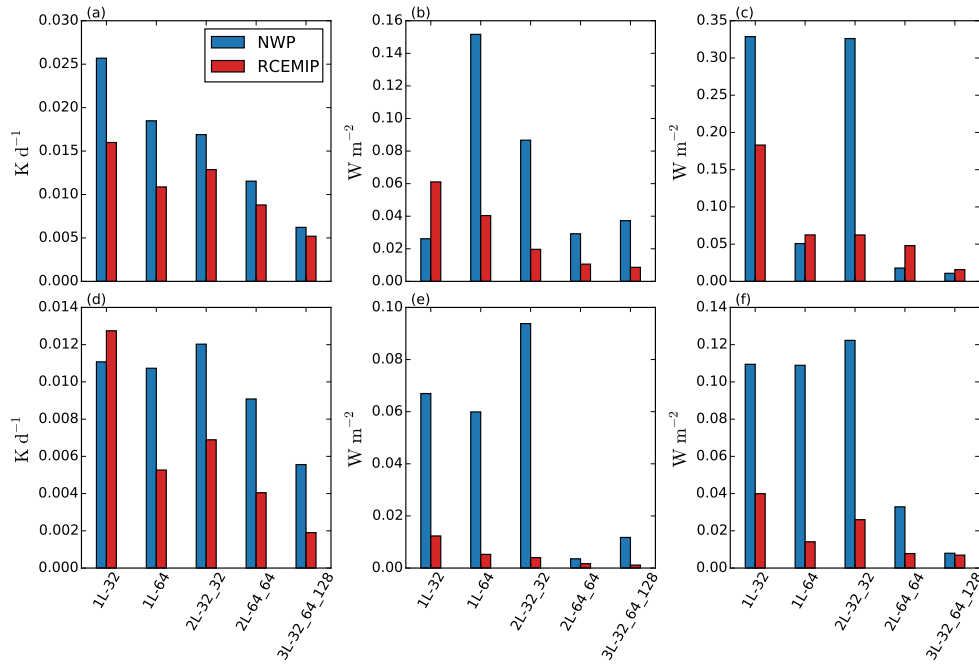 (a)
0.030
0.025
0.020
0.015
0.010
0.005
0.000
K d⁻¹
NWP
RCEMIP
(b)
0.16
0.14
0.12
0.10
0.08
0.06
0.04
0.02
0.00
W m⁻²
(c)
0.35
0.30
0.25
0.20
0.15
0.10
0.05
0.00
W m⁻²
(d)
0.014
0.012
0.010
0.008
0.006
0.004
0.002
0.000
K d⁻¹
1L-32
1L-64
2L-32_32
2L-64_64
3L-32_64_128
(e)
0.10
0.08
0.06
0.04
0.02
0.00
W m⁻²
1L-32
1L-64
2L-32_32
2L-64_64
3L-32_64_128
(f)
0.14
0.12
0.10
0.08
0.06
0.04
0.02
0.00
W m⁻²
1L-32
1L-64
2L-32_32
2L-64_64
3L-32_64_128